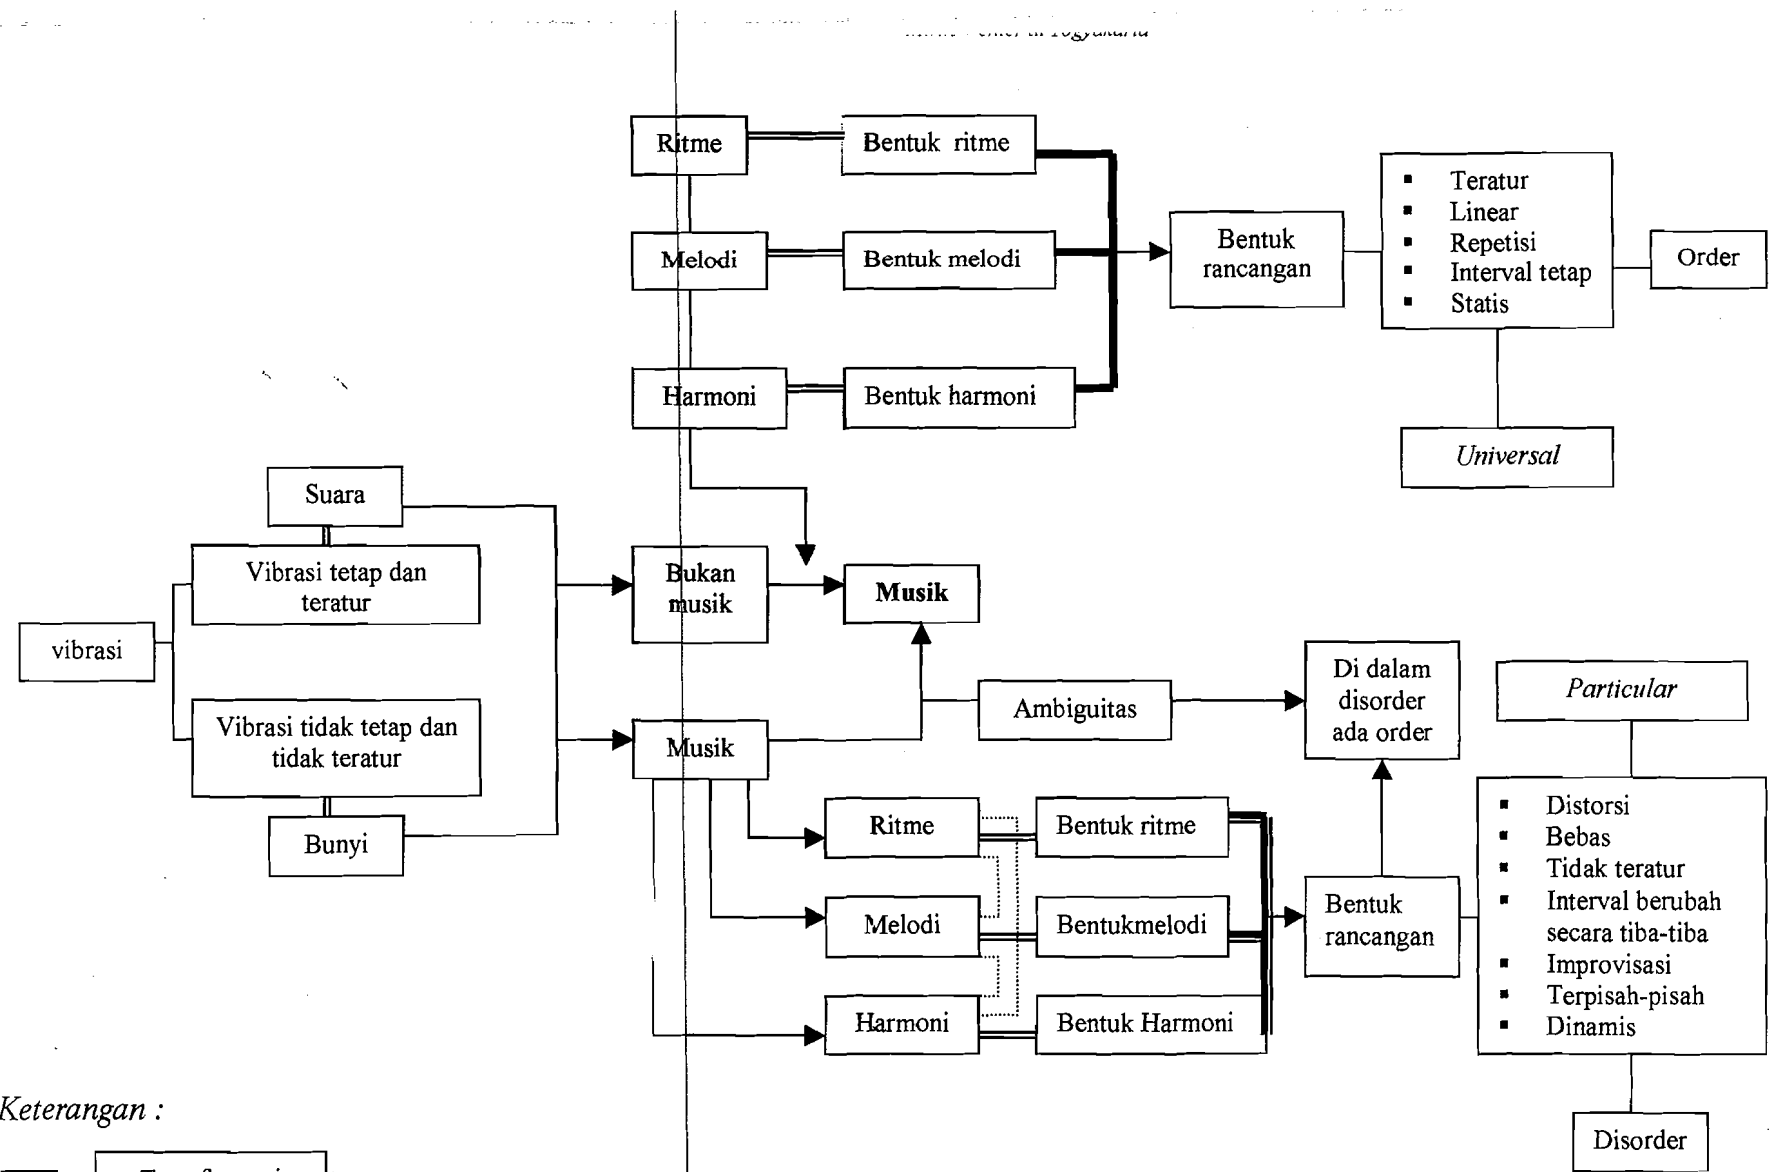 Yogyakarta
Ritme
Bentuk ritme
Melodi
Bentuk melodi
Harmoni
Bentuk harmoni
Bentuk
rancangan
▪ Teratur
▪ Linear
▪ Repetisi
▪ Interval tetap
▪ Statis
Order
Universal
Suara
Vibrasi tetap dan
teratur
vibrasi
Vibrasi tidak tetap dan
tidak teratur
Bunyi
Bukan
musik
Musik
Musik
Ambiguitas
Di dalam
disorder
ada order
Particular
Ritme
Bentuk ritme
Melodi
Bentukmelodi
Harmoni
Bentuk Harmoni
Bentuk
rancangan
▪ Distorsi
▪ Bebas
▪ Tidak teratur
▪ Interval berubah
secara tiba-tiba
▪ Improvisasi
▪ Terpisah-pisah
▪ Dinamis
Disorder
Keterangan :